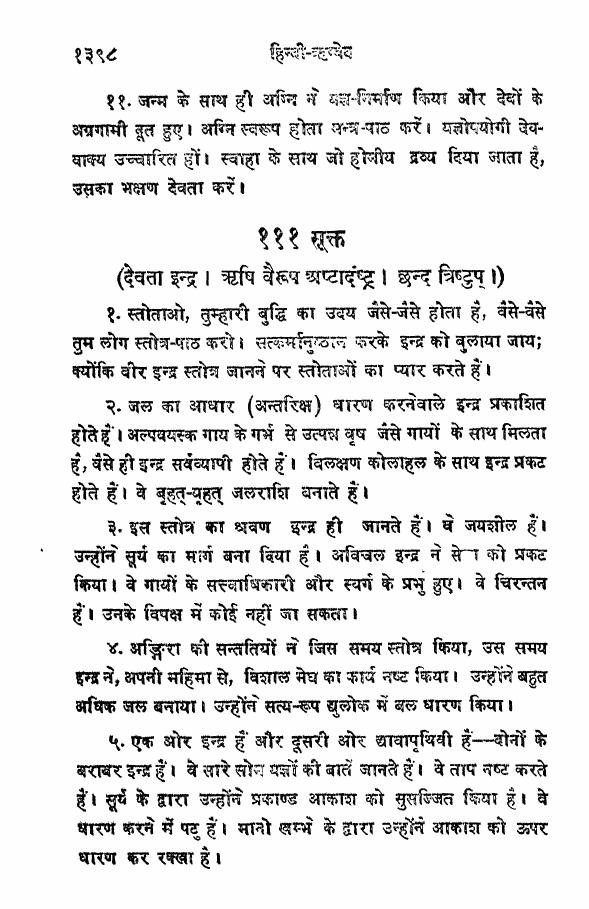 १३९८ हिन्दी-ऋग्वेद
११. जन्म के साथ ही अग्नि ने यज्ञ-निर्माण किया और देवों के
अग्रगामी दूत हुए। अग्नि स्वरूप होता मन्त्र-पाठ करें। यज्ञोपयोगी देव-
वाक्य उच्चारित हों। स्वाहा के साथ जो होमीय द्रव्य दिया जाता है,
उसका भक्षण देवता करें।
१११ सूक्त
(देवता इन्द्र। ऋषि वैरूप अष्टादंष्ट्र। छन्द त्रिष्टुप्।)
१. स्तोताओ, तुम्हारी बुद्धि का उदय जैसे-जैसे होता है, वैसे-वैसे
तुम लोग स्तोत्र-पाठ करो। सत्कर्मानुष्ठान करके इन्द्र को बुलाया जाय;
क्योंकि वीर इन्द्र स्तोत्र जानने पर स्तोताओं का प्यार करते हैं।
२. जल का आधार (अन्तरिक्ष) धारण करनेवाले इन्द्र प्रकाशित
होते हैं। अल्पवयस्क गाय के गर्भ से उत्पन्न वृष जैसे गायों के साथ मिलता
है, वैसे ही इन्द्र सर्वव्यापी होते हैं। विलक्षण कोलाहल के साथ इन्द्र प्रकट
होते हैं। वे बृहत्-बृहत् जलराशि बनाते हैं।
३. इस स्तोत्र का श्रवण इन्द्र ही जानते हैं। वे जयशील हैं।
उन्होंने सूर्य का मार्ग बना दिया है। अविचल इन्द्र ने को प्रकट
किया। वे गायों के सत्त्वाधिकारी और स्वर्ग के प्रभु हुए। वे चिरन्तन
हैं। उनके विपक्ष में कोई नहीं जा सकता।
४. अङ्गिरा की सन्ततियों ने जिस समय स्तोत्र किया, उस समय
इन्द्र ने, अपनी महिमा से, विशाल मेघ का कार्य नष्ट किया। उन्होंने बहुत
अधिक जल बनाया। उन्होंने सत्य-रूप द्युलोक में बल धारण किया।
५. एक ओर इन्द्र हैं और दूसरी ओर द्यावापृथिवी हैं—दोनों के
बराबर इन्द्र हैं। वे सारे सोम यज्ञों की बातें जानते हैं। वे ताप नष्ट करते
हैं। सूर्य के द्वारा उन्होंने प्रकाण्ड आकाश को सुसज्जित किया है। वे
धारण करने में पटु हैं। मानो खम्भे के द्वारा उन्होंने आकाश को ऊपर
धारण कर रक्खा है।